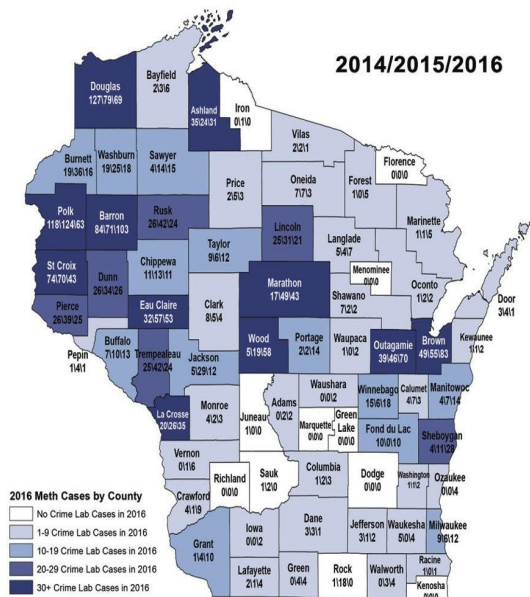 2014/2015/2016
Douglas
127\79\69
Bayfield
2\3\6
Ashland
35\24\31
Iron
0\1\0
Vilas
2\2\1
Florence
0\0\0
Burnett
19\36\16
Washburn
19\25\18
Sawyer
4\14\15
Price
2\5\3
Oneida
7\7\3
Forest
1\0\5
Marinette
1\1\5
Polk
118\124\63
Barron
84\71\103
Rusk
26\42\24
Lincoln
25\31\21
Langlade
5\4\7
Taylor
9\6\12
Chippewa
11\13\11
Menominee
0\0\0
Oconto
1\2\2
Door
3\4\1
St Croix
74\70\43
Dunn
26\34\26
Marathon
17\49\43
Shawano
7\2\2
Clark
8\5\4
Pierce
26\39\25
Eau Claire
32\57\53
Kewaunee
1\1\2
Pepin
1\4\1
Buffalo
7\10\13
Trempealeau
25\42\24
Jackson
5\29\12
Wood
5\19\58
Portage
2\2\14
Waupaca
1\0\2
Outagamie
39\46\70
Brown
49\55\83
Waushara
0\0\2
Winnebago
15\6\18
Calumet
4\7\3
Manitowoc
4\7\14
La Crosse
20\26\35
Monroe
4\2\3
Juneau
1\0\0
Adams
0\2\2
Marquette
0\0\0
Green
Lake
0\0\0
Fond du Lac
10\0\10
Sheboygan
4\11\28
Vernon
0\1\6
Richland
0\0\0
Sauk
1\2\0
Columbia
1\3\2
Dodge
0\0\0
Washington
1\1\2
Ozaukee
0\0\4
Crawford
4\1\9
Grant
1\4\10
Iowa
0\0\2
Dane
3\3\1
Jefferson
3\1\2
Waukesha
5\0\4
Milwaukee
9\6\12
Lafayette
2\1\4
Green
0\4\4
Rock
1\18\0
Walworth
0\3\4
Racine
1\0\1
Kenosha
0\0\0
2016 Meth Cases by County
No Crime Lab Cases in 2016
1-9 Crime Lab Cases in 2016
10-19 Crime Lab Cases in 2016
20-29 Crime Lab Cases in 2016
30+ Crime Lab Cases in 2016